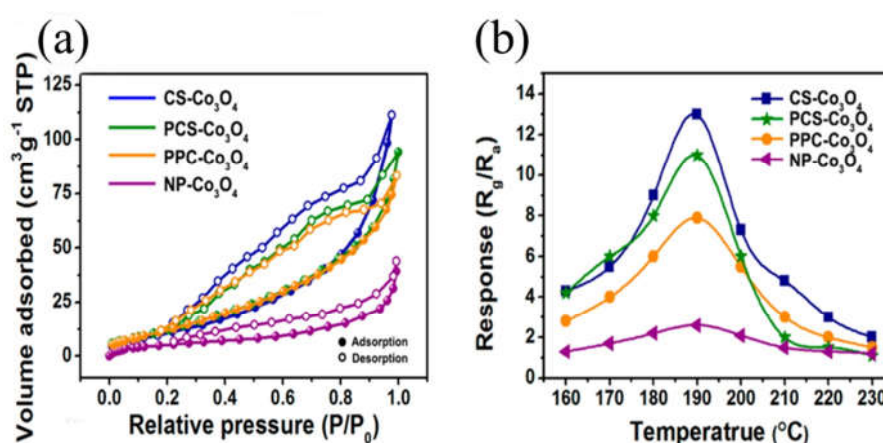 (a)
Volume adsorbed (cm³g⁻¹ STP)
125
100
75
50
25
0
CS-Co₃O₄
PCS-Co₃O₄
PPC-Co₃O₄
NP-Co₃O₄
Adsorption
Desorption
0.0 0.2 0.4 0.6 0.8 1.0
Relative pressure (P/P₀)
(b)
Response (R_g/R_a)
14
12
10
8
6
4
2
0
CS-Co₃O₄
PCS-Co₃O₄
PPC-Co₃O₄
NP-Co₃O₄
160 170 180 190 200 210 220 230
Temperatrue (°C)